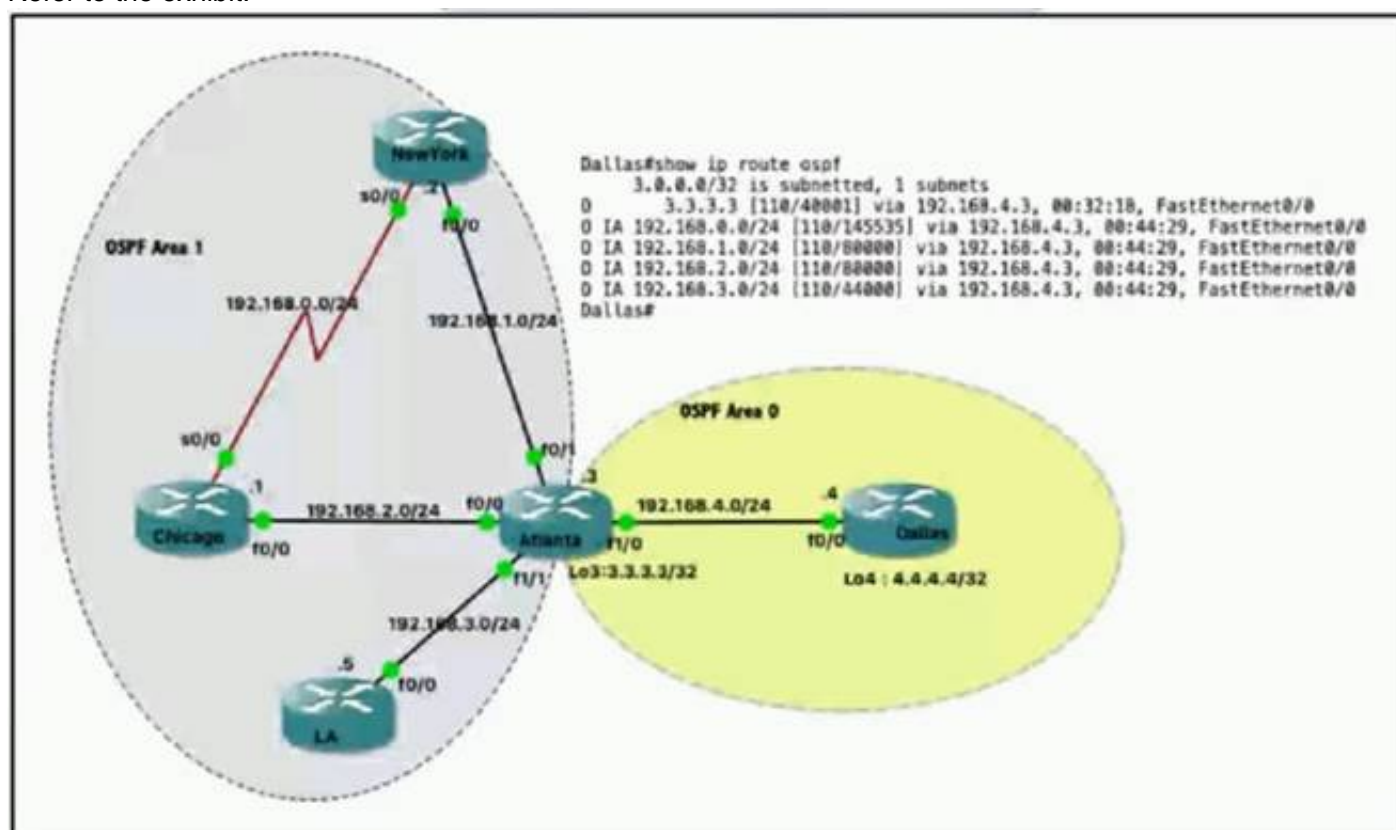 Refer to the exhibit.
NewYork
.2
s0/0
f0/0
Dallas#show ip route ospf
3.0.0.0/32 is subnetted, 1 subnets
O 3.3.3.3 [110/40001] via 192.168.4.3, 00:32:18, FastEthernet0/0
O IA 192.168.0.0/24 [110/145535] via 192.168.4.3, 00:44:29, FastEthernet0/0
O IA 192.168.1.0/24 [110/80000] via 192.168.4.3, 00:44:29, FastEthernet0/0
O IA 192.168.2.0/24 [110/80000] via 192.168.4.3, 00:44:29, FastEthernet0/0
O IA 192.168.3.0/24 [110/44000] via 192.168.4.3, 00:44:29, FastEthernet0/0
Dallas#
OSPF Area 1
192.168.0.0/24
192.168.1.0/24
OSPF Area 0
s0/0
f0/1
.1
.3
192.168.2.0/24
f0/0
192.168.4.0/24
.4
Chicago
f0/0
Atlanta
f1/0
f0/0
Dallas
f1/1
Lo3:3.3.3.3/32
Lo4 : 4.4.4.4/32
192.168.3.0/24
.5
f0/0
LA